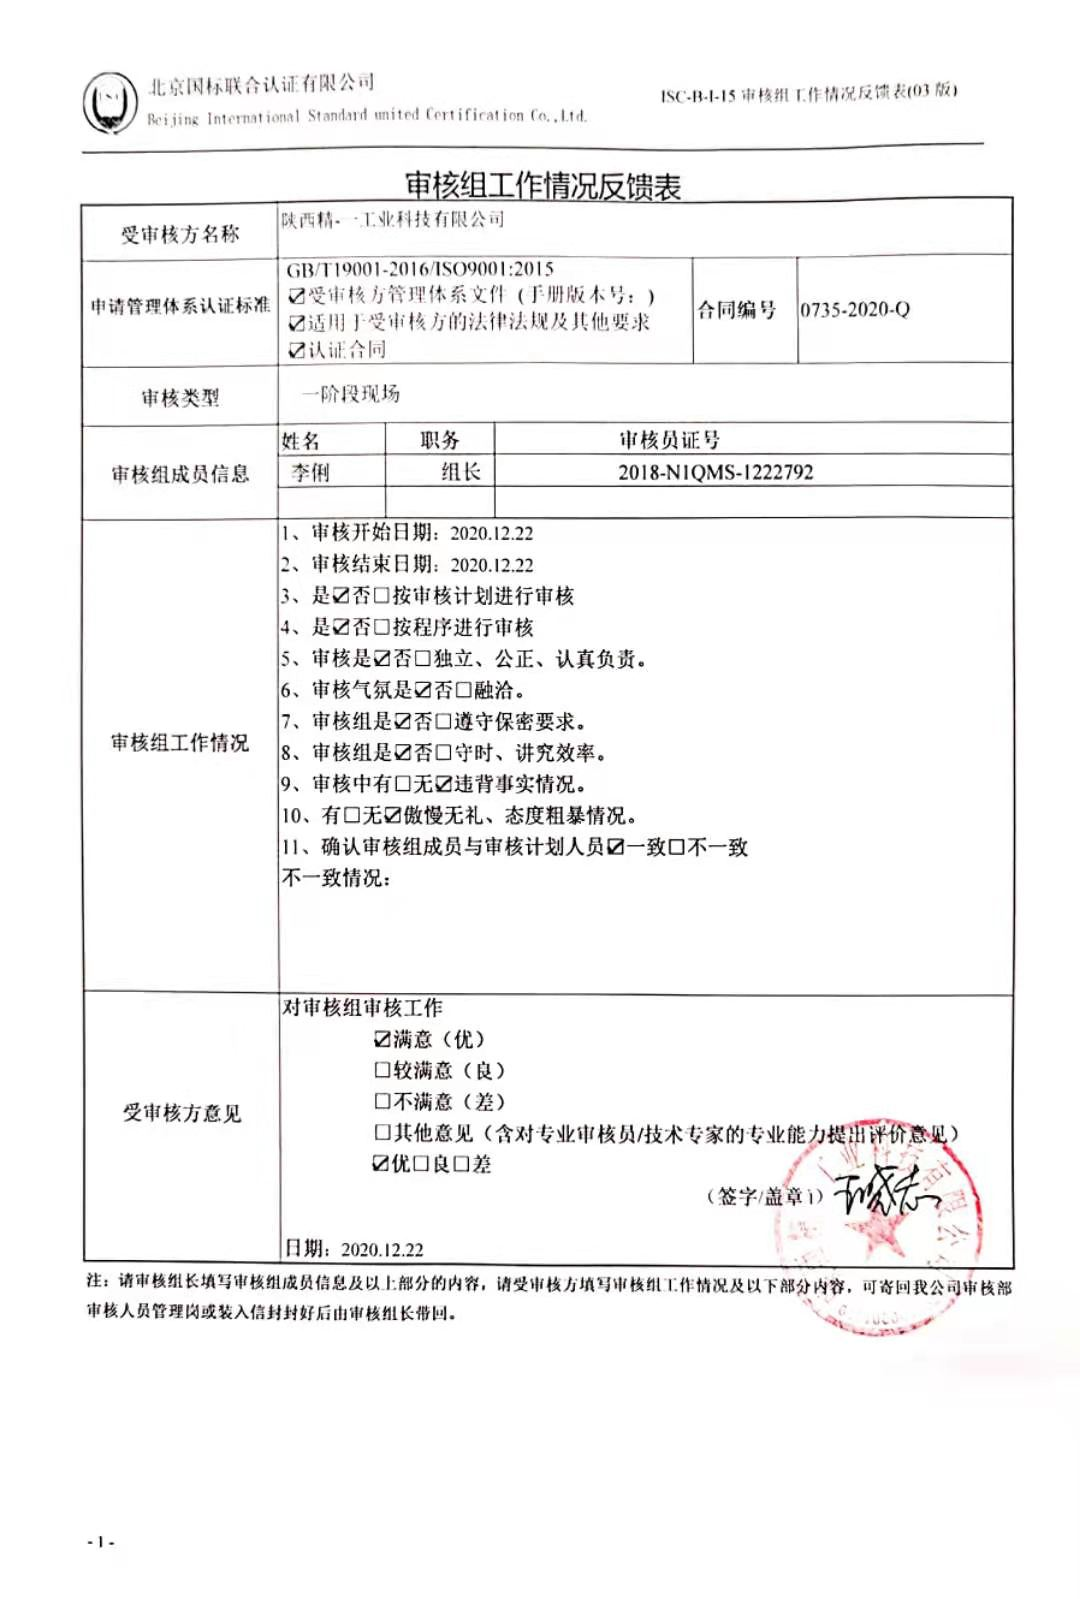 北京国标联合认证有限公司
Beijing International Standard united Certification Co.,Ltd.
ISC-B-I-15 审核组工作情况反馈表(03 版)
审核组工作情况反馈表
受审核方名称
陕西精一工业科技有限公司
申请管理体系认证标准
GB/T19001-2016/ISO9001:2015
☑受审核方管理体系文件(手册版本号:)
☑适用于受审核方的法律法规及其他要求
☑认证合同
合同编号
0735-2020-Q
审核类型
一阶段现场
审核组成员信息
姓名 职务 审核员证号
李俐 组长 2018-N1QMS-1222792
审核组工作情况
1、审核开始日期:2020.12.22
2、审核结束日期:2020.12.22
3、是☑否□按审核计划进行审核
4、是☑否□按程序进行审核
5、审核是☑否□独立、公正、认真负责。
6、审核气氛是☑否□融洽。
7、审核组是☑否□遵守保密要求。
8、审核组是☑否□守时、讲究效率。
9、审核中有□无☑违背事实情况。
10、有□无☑傲慢无礼、态度粗暴情况。
11、确认审核组成员与审核计划人员☑一致□不一致
不一致情况:
受审核方意见
对审核组审核工作
☑满意(优)
□较满意(良)
□不满意(差)
□其他意见(含对专业审核员/技术专家的专业能力提出评价意见)
☑优□良□差
(签字/盖章)
日期:2020.12.22
注:请审核组长填写审核组成员信息及以上部分的内容,请受审核方填写审核组工作情况及以下部分内容,可寄回我公司审核部
审核人员管理岗或装入信封封好后由审核组长带回。
- 1 -